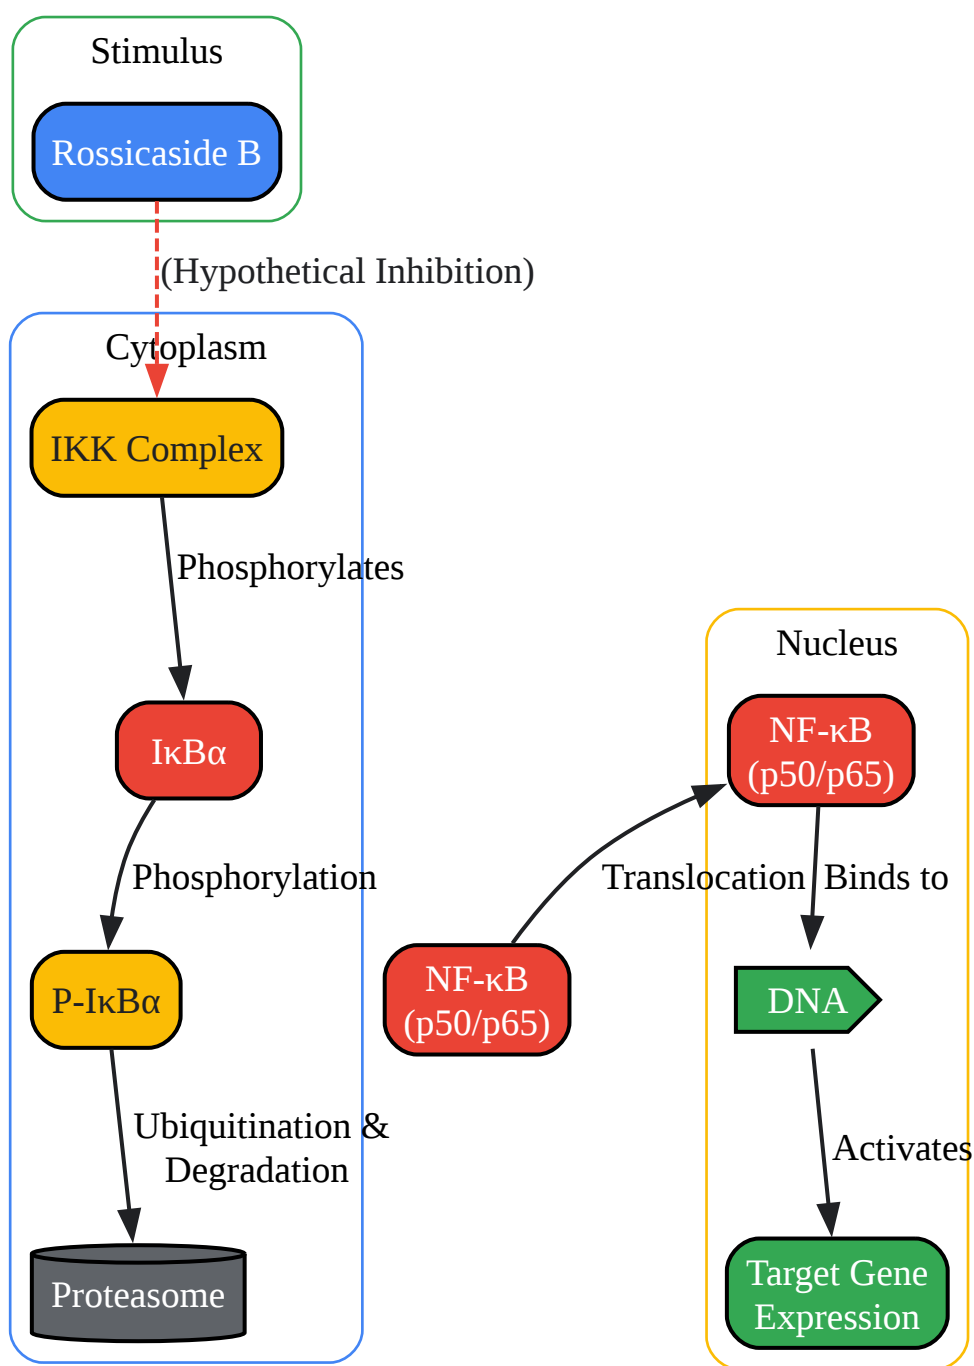 Stimulus
Rossicaside B
(Hypothetical Inhibition)
Cytoplasm
IKK Complex
Phosphorylates
IκBα
Phosphorylation
P-IκBα
Ubiquitination &
Degradation
Proteasome
NF-κB
(p50/p65)
Translocation
Nucleus
NF-κB
(p50/p65)
Binds to
DNA
Activates
Target Gene
Expression